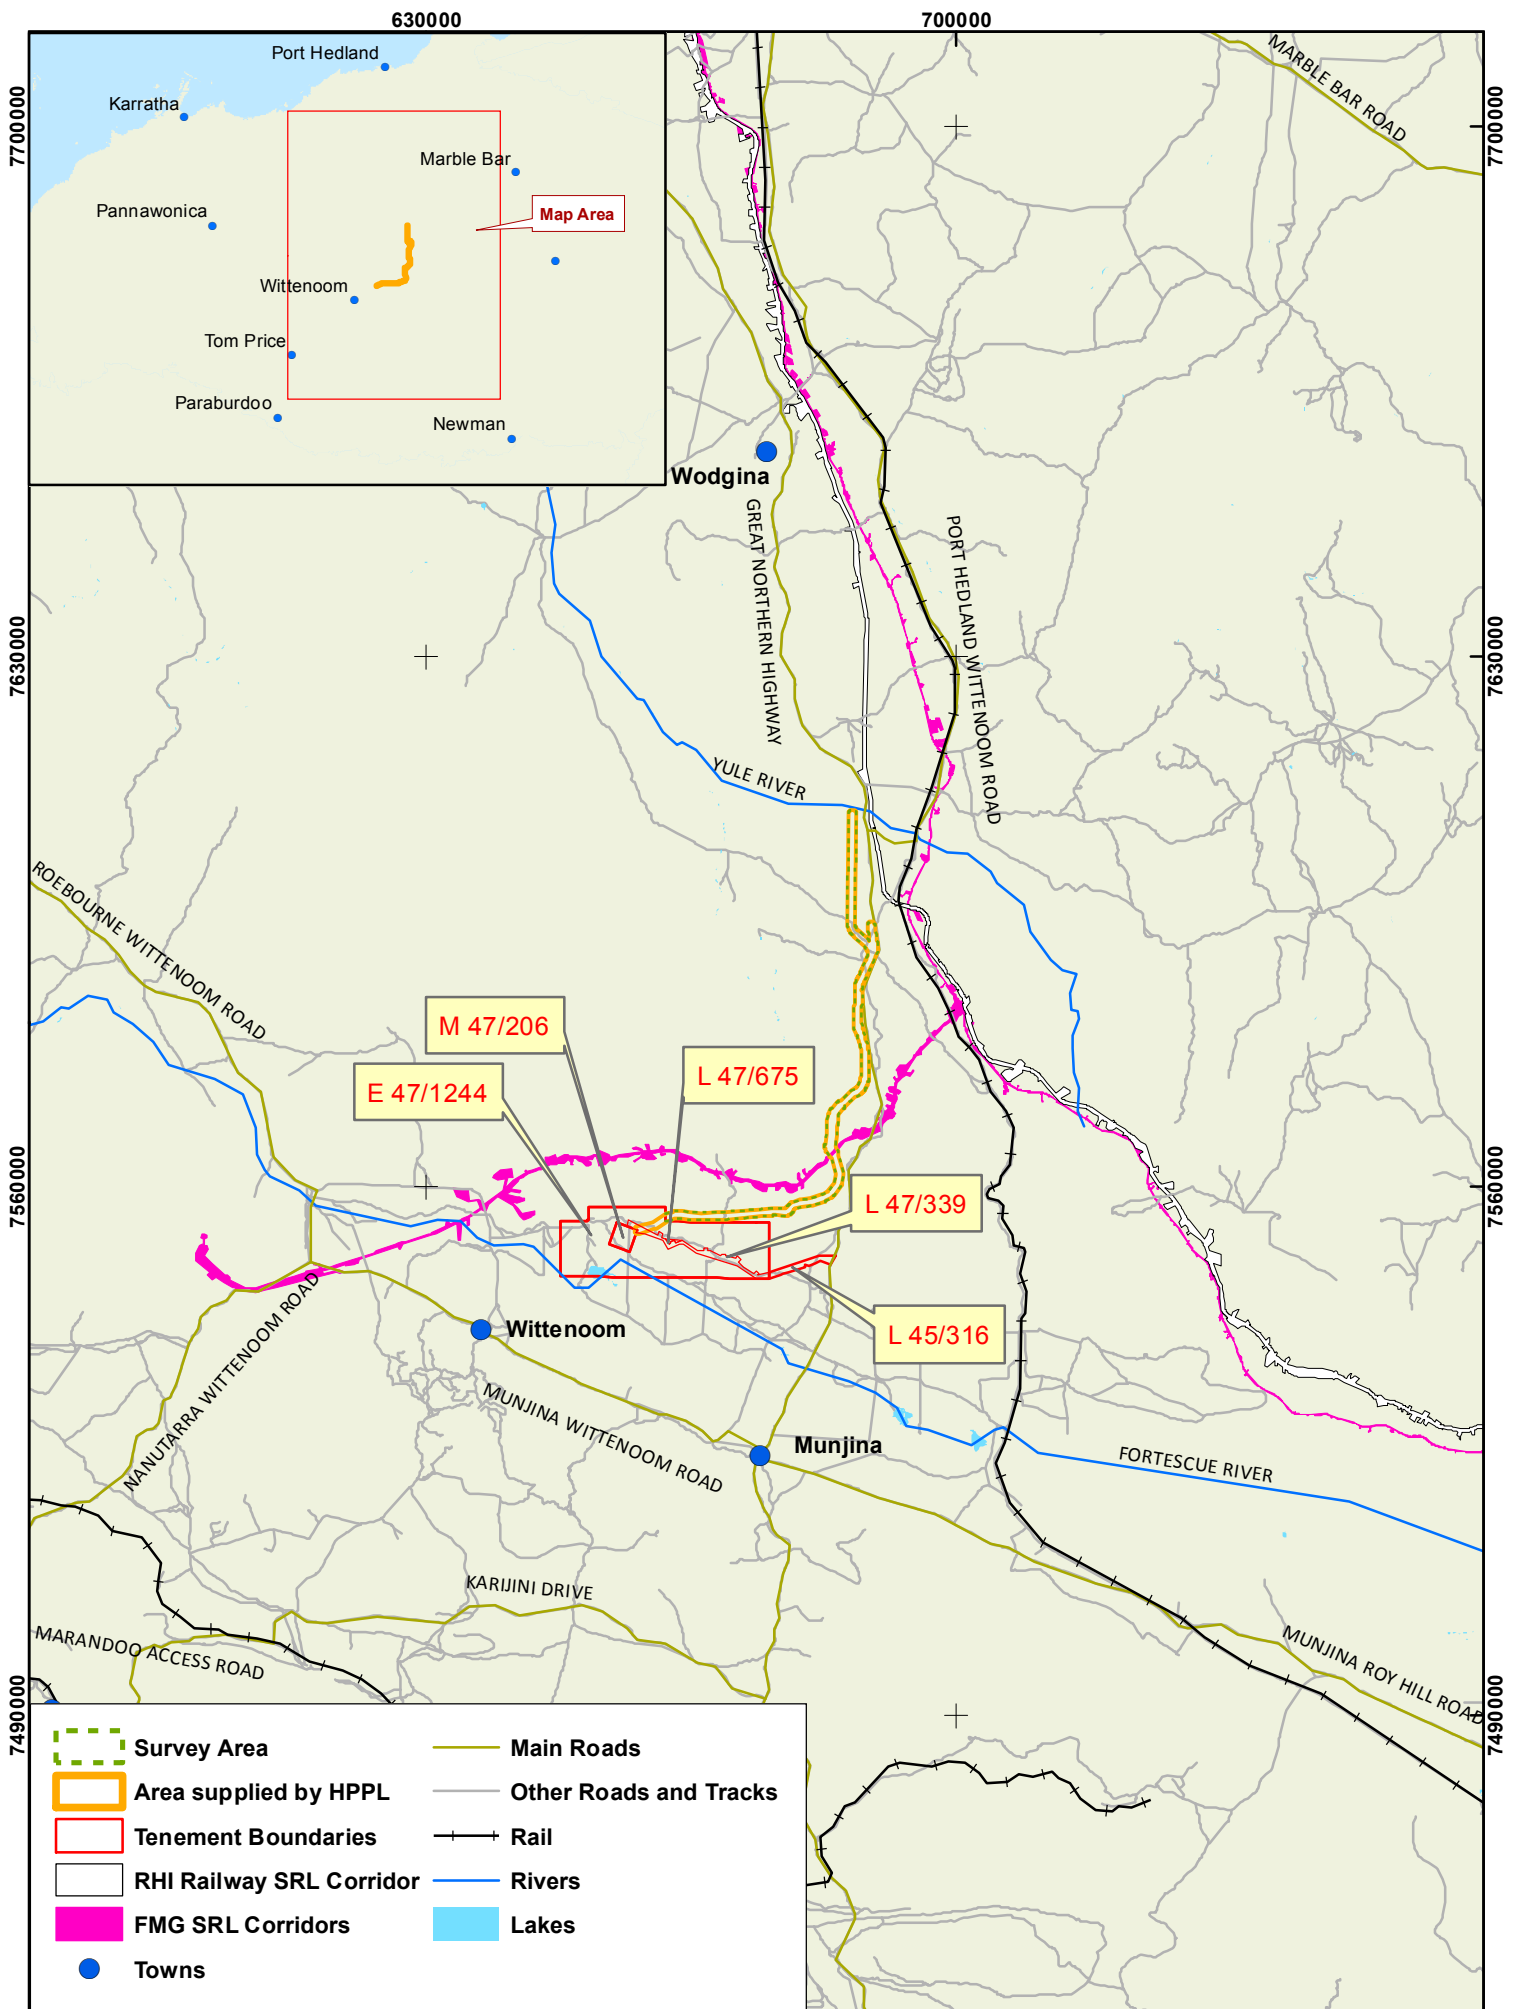 630000
700000
7700000
7700000
Port Hedland
Karratha
Marble Bar
Pannawonica
Map Area
Wittenoom
Tom Price
Paraburdoo
Newman
MARBLE BAR ROAD
Wodgina
GREAT NORTHERN HIGHWAY
PORT HEDLAND WITTENOOM ROAD
7630000
7630000
YULE RIVER
ROEBOURNE WITTENOOM ROAD
M 47/206
L 47/675
E 47/1244
7560000
7560000
L 47/339
L 45/316
Wittenoom
NANUTARRA WITTENOOM ROAD
MUNJINA WITTENOOM ROAD
Munjina
FORTESCUE RIVER
KARIJINI DRIVE
MARANDOO ACCESS ROAD
MUNJINA ROY HILL ROAD
7490000
7490000
Survey Area
Area supplied by HPPL
Tenement Boundaries
RHI Railway SRL Corridor
FMG SRL Corridors
Towns
Main Roads
Other Roads and Tracks
Rail
Rivers
Lakes